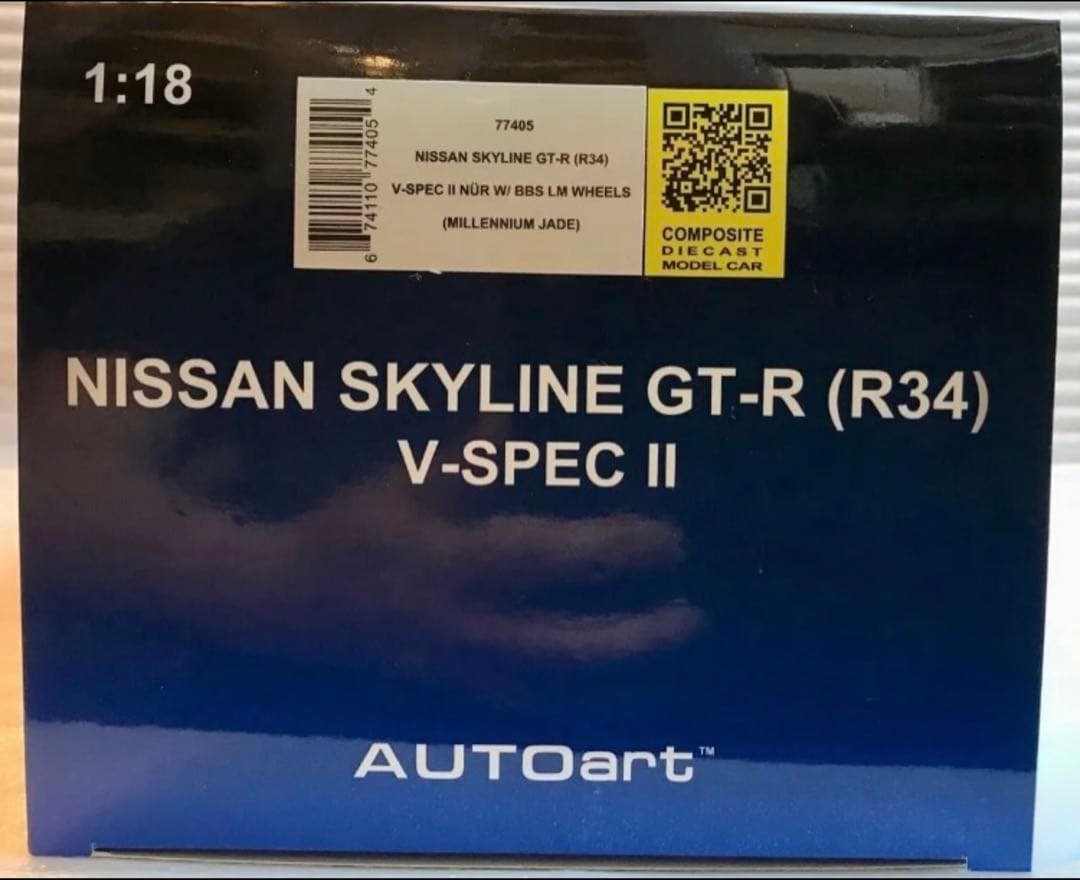 1:18
6 74110 77405 4
77405
NISSAN SKYLINE GT-R (R34)
V-SPEC II NÜR W/ BBS LM WHEELS
(MILLENNIUM JADE)
COMPOSITE
DIECAST
MODEL CAR
NISSAN SKYLINE GT-R (R34)
V-SPEC II
AUTOart™